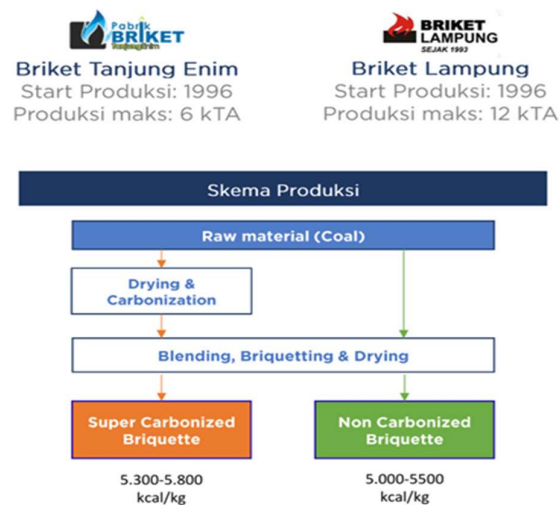 Pabrik
BRIKET
TanjungEnim
Briket Tanjung Enim
Start Produksi: 1996
Produksi maks: 6 kTA
BRIKET
LAMPUNG
SEJAK 1993
Briket Lampung
Start Produksi: 1996
Produksi maks: 12 kTA
Skema Produksi
Raw material (Coal)
Drying &
Carbonization
Blending, Briquetting & Drying
Super Carbonized
Briquette
Non Carbonized
Briquette
5.300-5.800
kcal/kg
5.000-5500
kcal/kg